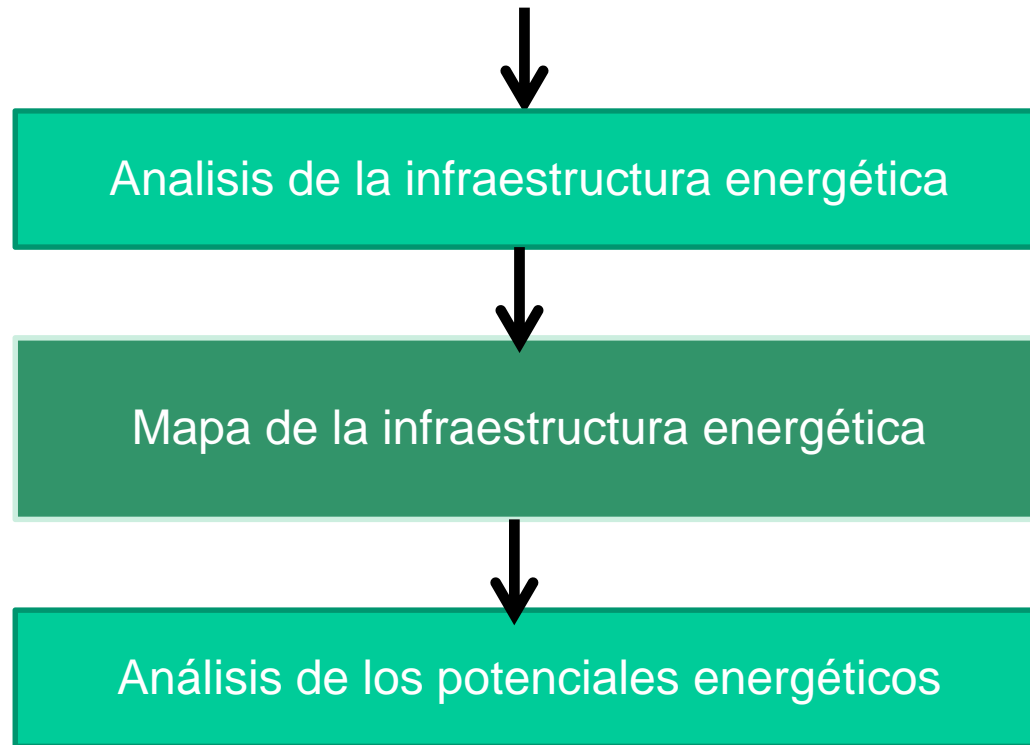 Analisis de la infraestructura energética
Mapa de la infraestructura energética
Análisis de los potenciales energéticos